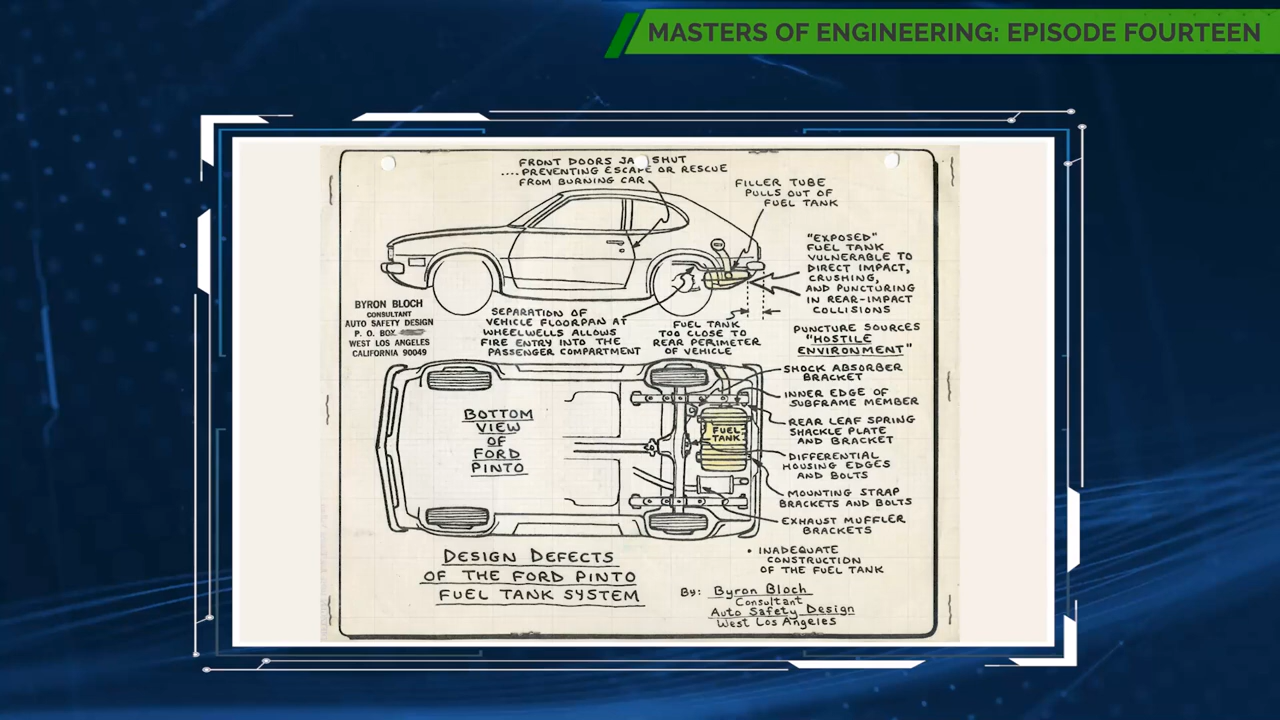 MASTERS OF ENGINEERING: EPISODE FOURTEEN
FRONT DOORS JA SHUT
.... PREVENTING ESCAPE OR RESCUE
FROM BURNING CAR
FILLER TUBE
PULLS OUT OF
FUEL TANK
"EXPOSED"
FUEL TANK
VULNERABLE TO
DIRECT IMPACT,
CRUSHING,
AND PUNCTURING
IN REAR-IMPACT
COLLISIONS
BYRON BLOCH
CONSULTANT
AUTO SAFETY DESIGN
P. O. BOX
WEST LOS ANGELES
CALIFORNIA 90049
SEPARATION OF
VEHICLE FLOORPAN AT
WHEELWELLS ALLOWS
FIRE ENTRY INTO THE
PASSENGER COMPARTMENT
FUEL TANK
TOO CLOSE TO
REAR PERIMETER
OF VEHICLE
PUNCTURE SOURCES
"HOSTILE
ENVIRONMENT"
SHOCK ABSORBER
BRACKET
INNER EDGE OF
SUBFRAME MEMBER
REAR LEAF SPRING
SHACKLE PLATE
AND BRACKET
DIFFERENTIAL
HOUSING EDGES
AND BOLTS
MOUNTING STRAP
BRACKETS AND BOLTS
EXHAUST MUFFLER
BRACKETS
• INADEQUATE
CONSTRUCTION
OF THE FUEL TANK
BOTTOM
VIEW
OF
FORD
PINTO
FUEL
TANK
DESIGN DEFECTS
OF THE FORD PINTO
FUEL TANK SYSTEM
By: Byron Bloch
Consultant
Auto Safety Design
West Los Angeles